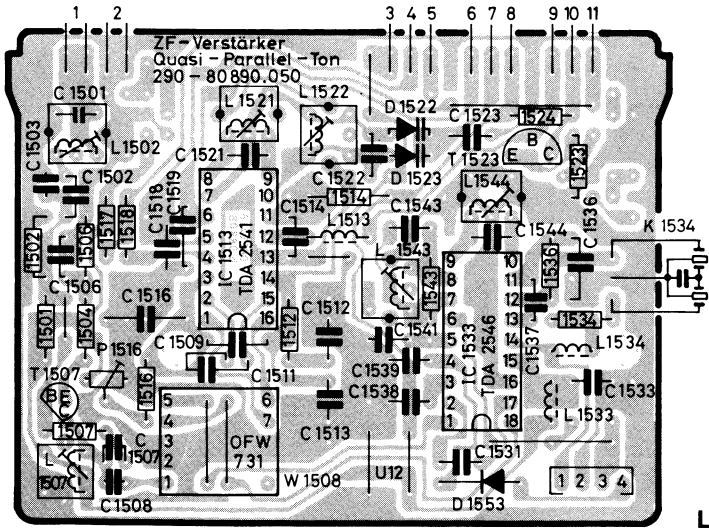 1 2 3 4 5 6 7 8 9 10 11
ZF-Verstärker
Quasi-Parallel-Ton
290-80890.050
C 1501
C 1503
L 1502
C 1502
L 1521
L 1522
C 1521
C 1522
D 1522
D 1523
C 1523
T 1523
1524
B
E C
1523
1502
1506
1517
1518
C 1518
C 1519
C 1506
8 9
7 10
6 11
5 12
4 13
3 14
2 15
1 16
IC 1513
TDA 2541
C 1514
1514
L 1513
C 1543
L 1544
C 1544
C 1536
1536
K 1534
L 1543
1543
9 10
8 11
7 12
6 13
5 14
4 15
3 16
2 17
1 18
IC 1533
TDA 2546
C 1537
1534
L 1534
C 1533
L 1533
1501
1504
C 1516
P 1516
1516
C 1509
1512
C 1512
C 1511
C 1541
C 1539
C 1538
C 1513
T 1507
B E
1507
L
1507
C
1507
C 1508
5 6
4 7
3
2
1
OFW
731
W 1508
U12
C 1531
D 1553
1 2 3 4
L